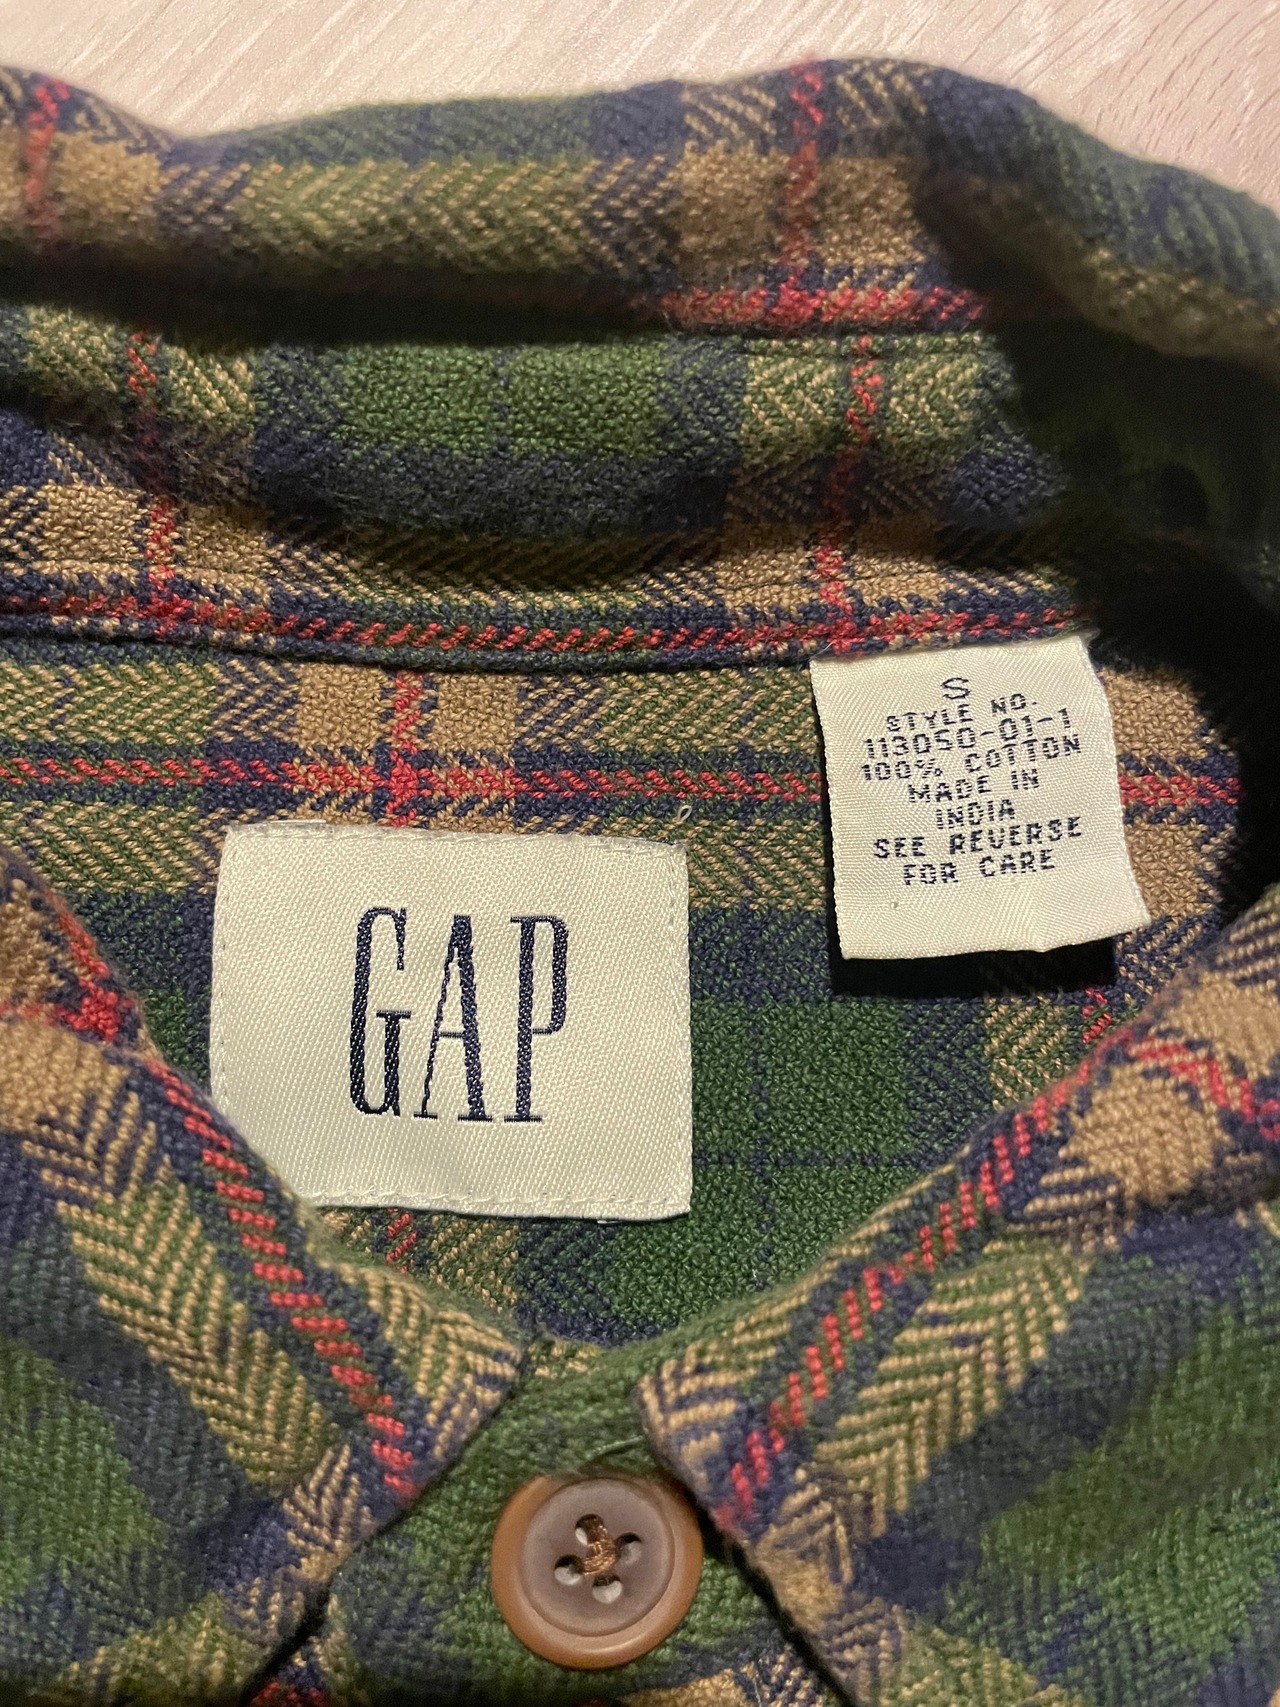 S
STYLE NO.
113050-01-1
100% COTTON
MADE IN
INDIA
SEE REVERSE
FOR CARE
GAP